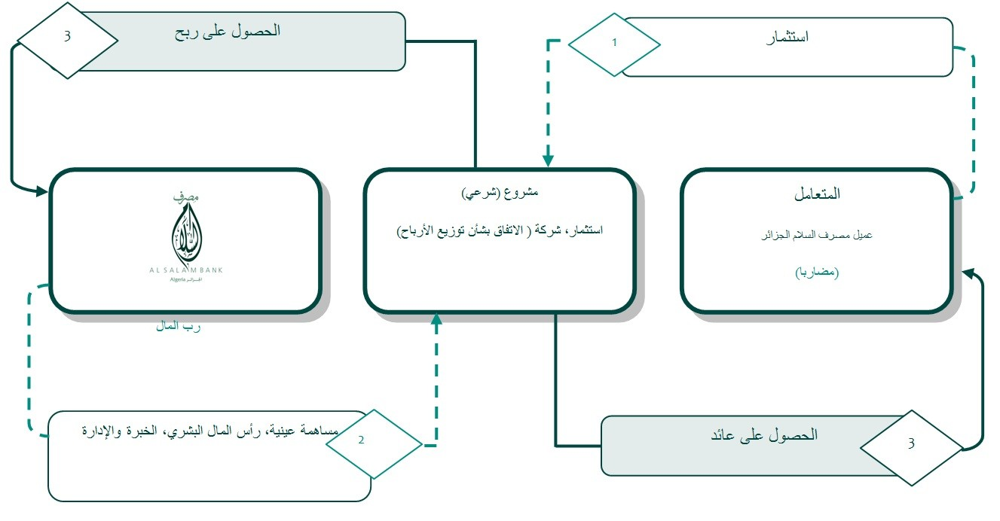 استثمار
1
الحصول على ربح
3
المتعامل
عميل مصرف السلام الجزائر
(مضاربا)
مشروع (شرعي)
استثمار، شركة ( الاتفاق بشأن توزيع الأرباح)
مصرف
السلام
AL SALAM BANK
Algeria الجزائر
رب المال
مساهمة عينية، رأس المال البشري، الخبرة والإدارة
2
الحصول على عائد
3